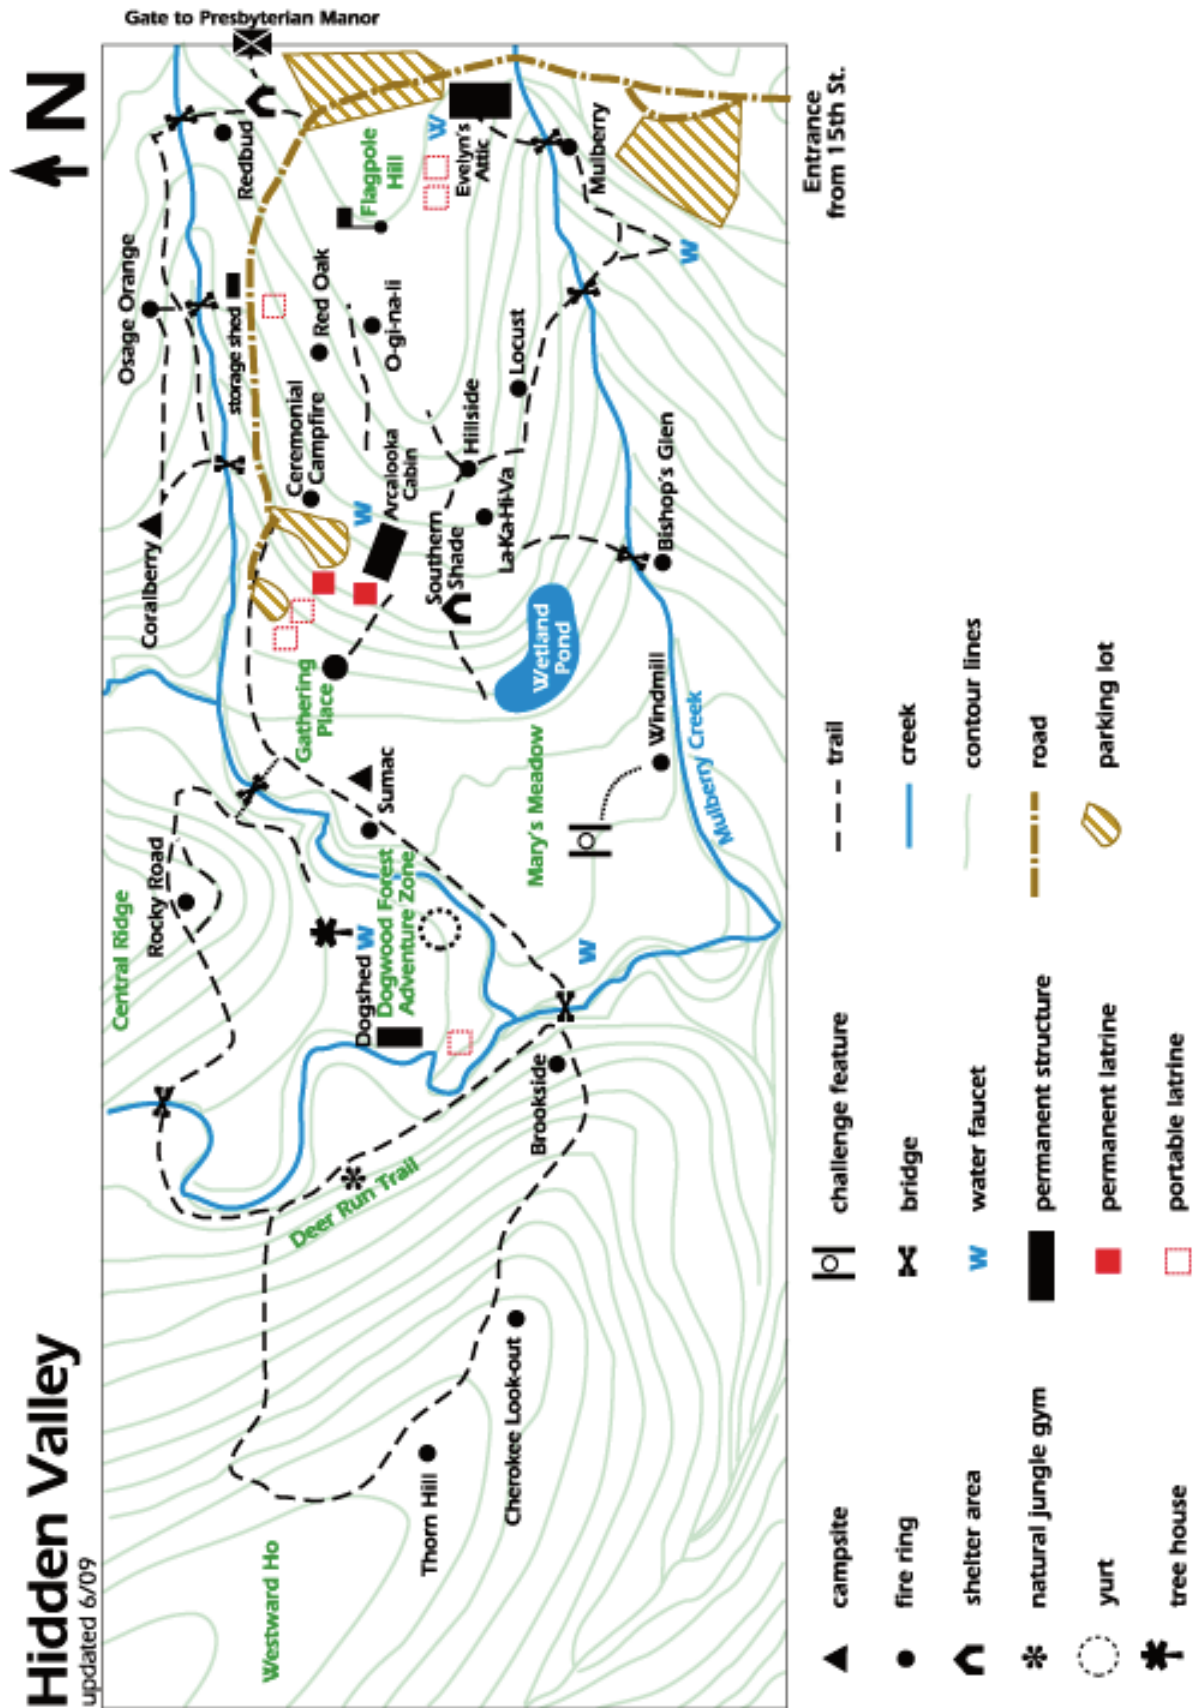 Hidden Valley
updated 6/09
N
Gate to Presbyterian Manor
Osage Orange
Redbud
Coralberry
storage shed
Central Ridge
Rocky Road
Ceremonial
Campfire
Red Oak
Flagpole
Hill
W
Evelyn's
Attic
O-gi-na-li
W
Arcalooka
Cabin
Gathering
Place
Sumac
Dogshed
W
Dogwood Forest
Adventure Zone
Westward Ho
Deer Run Trail
Thorn Hill
Cherokee Look-out
Brookside
W
Southern
Shade
Hillside
La-Ka-Hi-Va
Locust
Mulberry
W
Wetland
Pond
Mary's Meadow
Windmill
Bishop's Glen
Mulberry Creek
Entrance
from 15th St.
campsite
fire ring
shelter area
natural jungle gym
yurt
tree house
challenge feature
bridge
W water faucet
permanent structure
permanent latrine
portable latrine
trail
creek
contour lines
road
parking lot